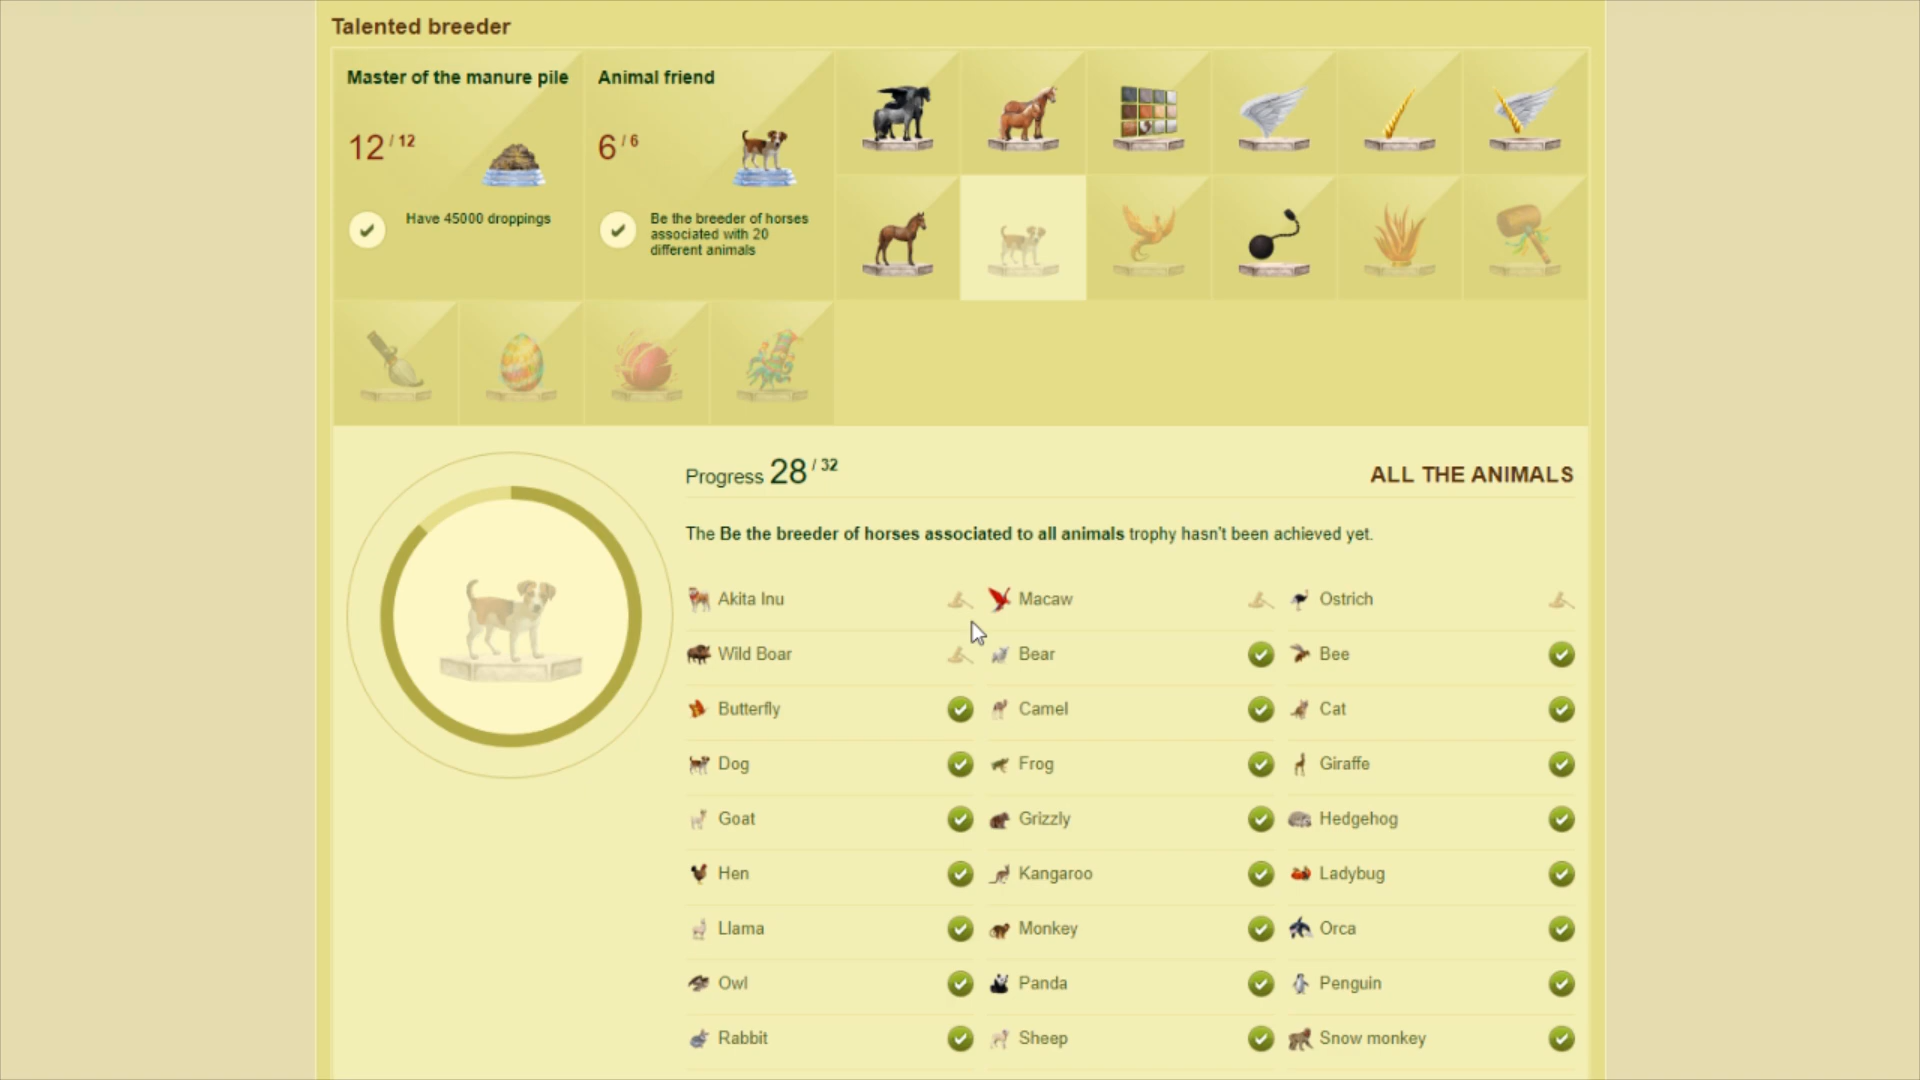 Talented breeder
Master of the manure pile
12 / 12
Have 45000 droppings
Animal friend
6 / 6
Be the breeder of horses
associated with 20
different animals
Progress 28 / 32
ALL THE ANIMALS
The Be the breeder of horses associated to all animals trophy hasn't been achieved yet.
Akita Inu Macaw Ostrich
Wild Boar Bear Bee
Butterfly Camel Cat
Dog Frog Giraffe
Goat Grizzly Hedgehog
Hen Kangaroo Ladybug
Llama Monkey Orca
Owl Panda Penguin
Rabbit Sheep Snow monkey